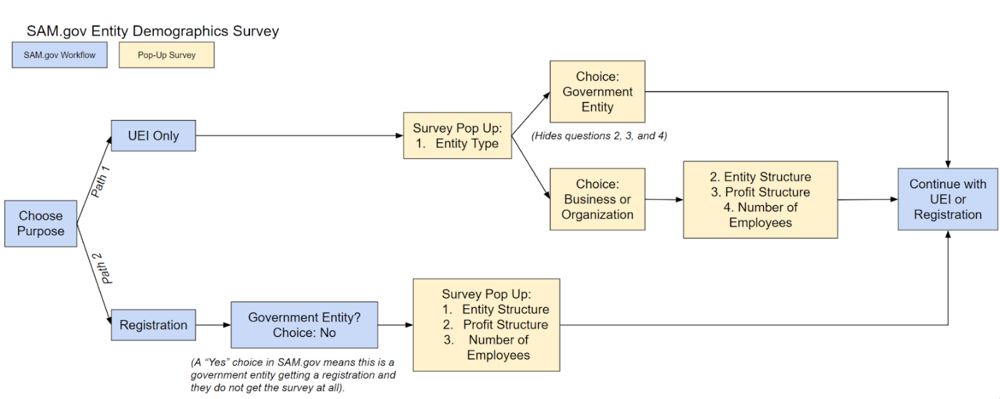 SAM.gov Entity Demographics Survey
SAM.gov Workflow
Pop-Up Survey
Choose
Purpose
Path 1
UEI Only
Survey Pop Up:
1. Entity Type
Choice:
Government
Entity
(Hides questions 2, 3, and 4)
Choice:
Business or
Organization
2. Entity Structure
3. Profit Structure
4. Number of
Employees
Continue with
UEI or
Registration
Path 2
Registration
Government Entity?
Choice: No
(A “Yes” choice in SAM.gov means this is a
government entity getting a registration and
they do not get the survey at all).
Survey Pop Up:
1. Entity Structure
2. Profit Structure
3. Number of
Employees